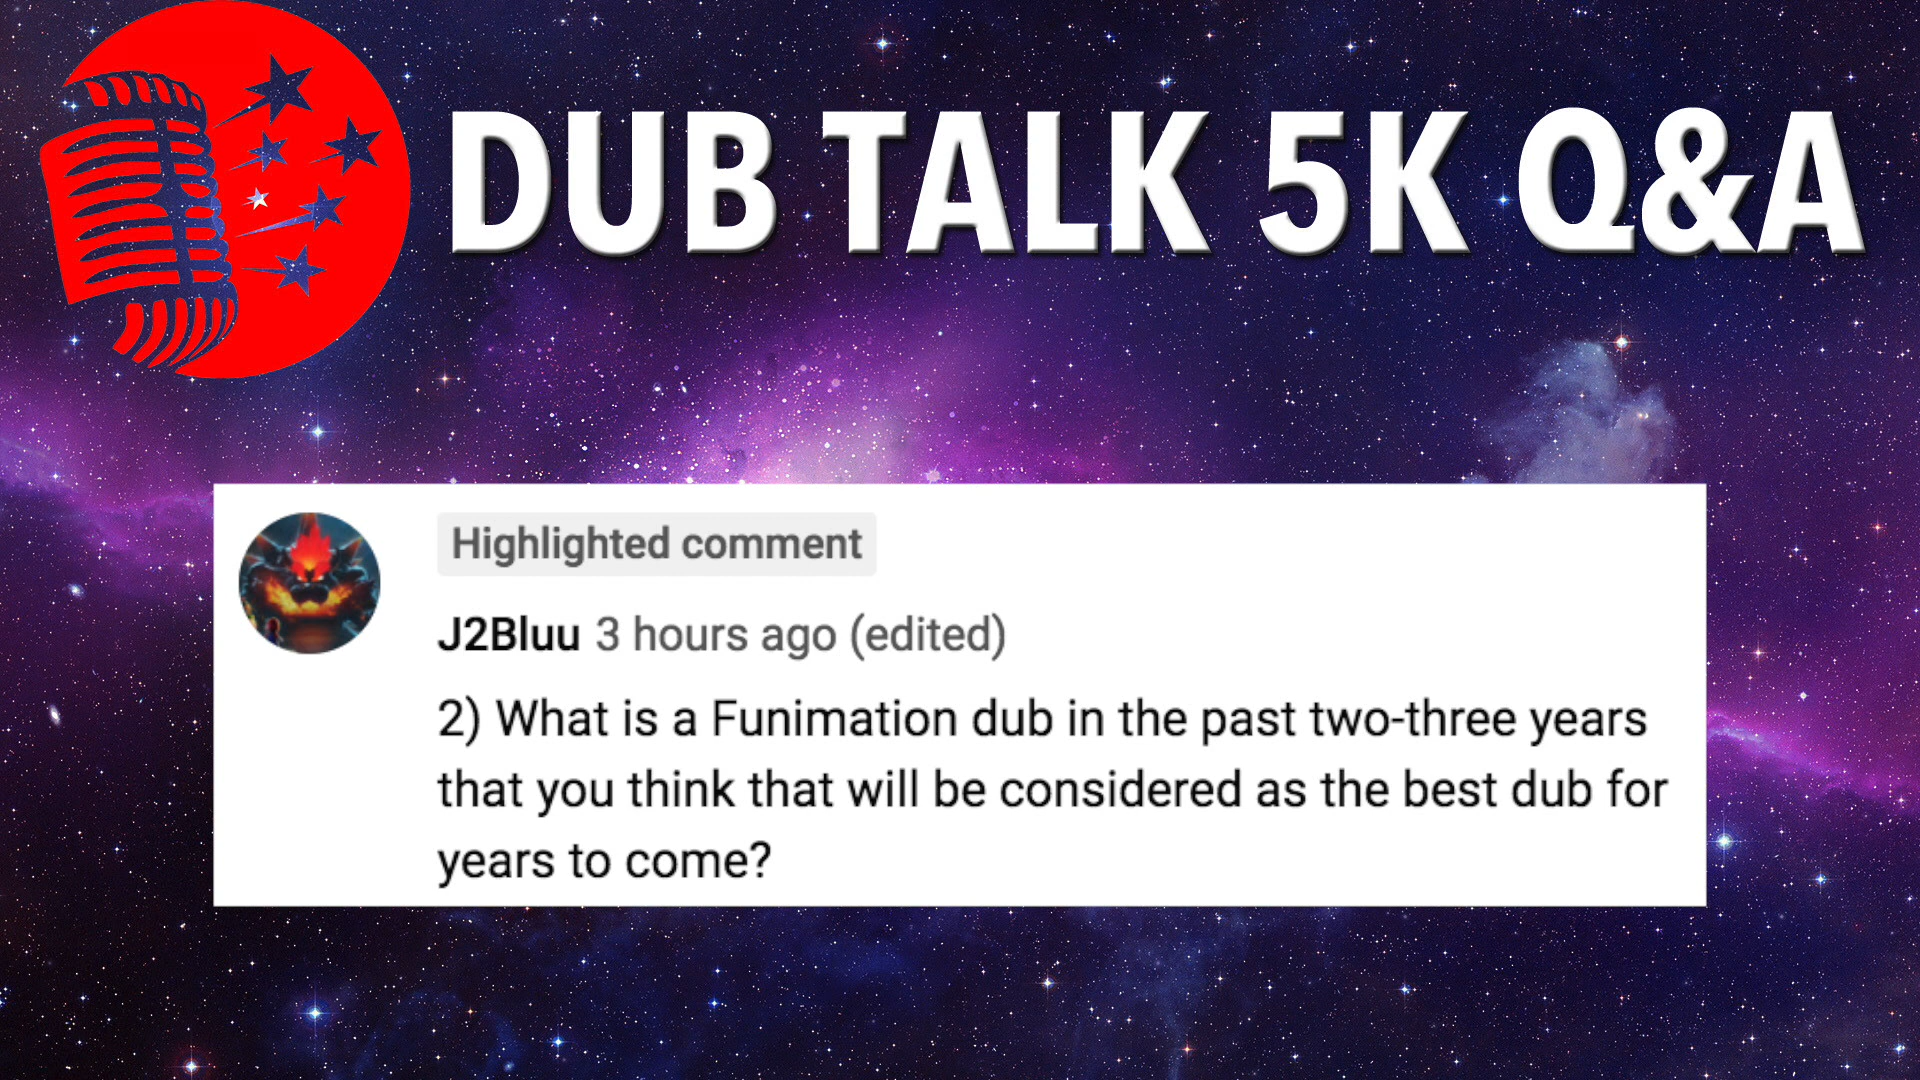 DUB TALK 5K Q&A
Highlighted comment
J2Bluu 3 hours ago (edited)
2) What is a Funimation dub in the past two-three years
that you think that will be considered as the best dub for
years to come?